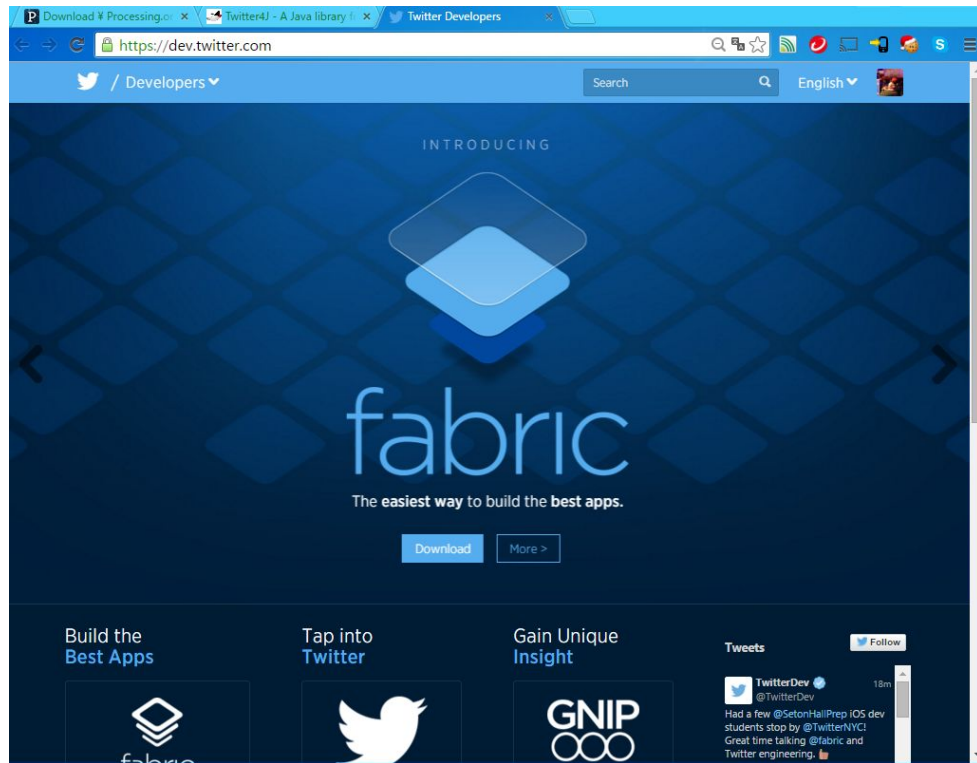 Download ¥ Processing.or
Twitter4J - A Java library f
Twitter Developers
https://dev.twitter.com
/ Developers
Search
English
INTRODUCING
fabric
The easiest way to build the best apps.
Download
More >
Build the
Best Apps
Tap into
Twitter
Gain Unique
Insight
fabric
GNIP
Tweets
Follow
TwitterDev
18m
@TwitterDev
Had a few @SetonHallPrep iOS dev
students stop by @TwitterNYC!
Great time talking @fabric and
Twitter engineering.